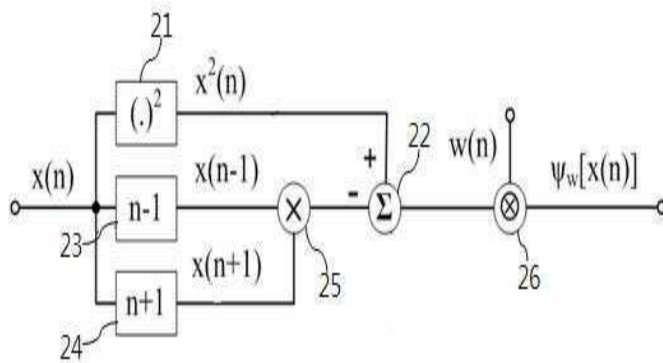 21
(.)²
x²(n)
22
w(n)
+
x(n)
x(n-1)
-
Σ
ψw[x(n)]
n-1
×
⊗
23
x(n+1)
25
26
n+1
24